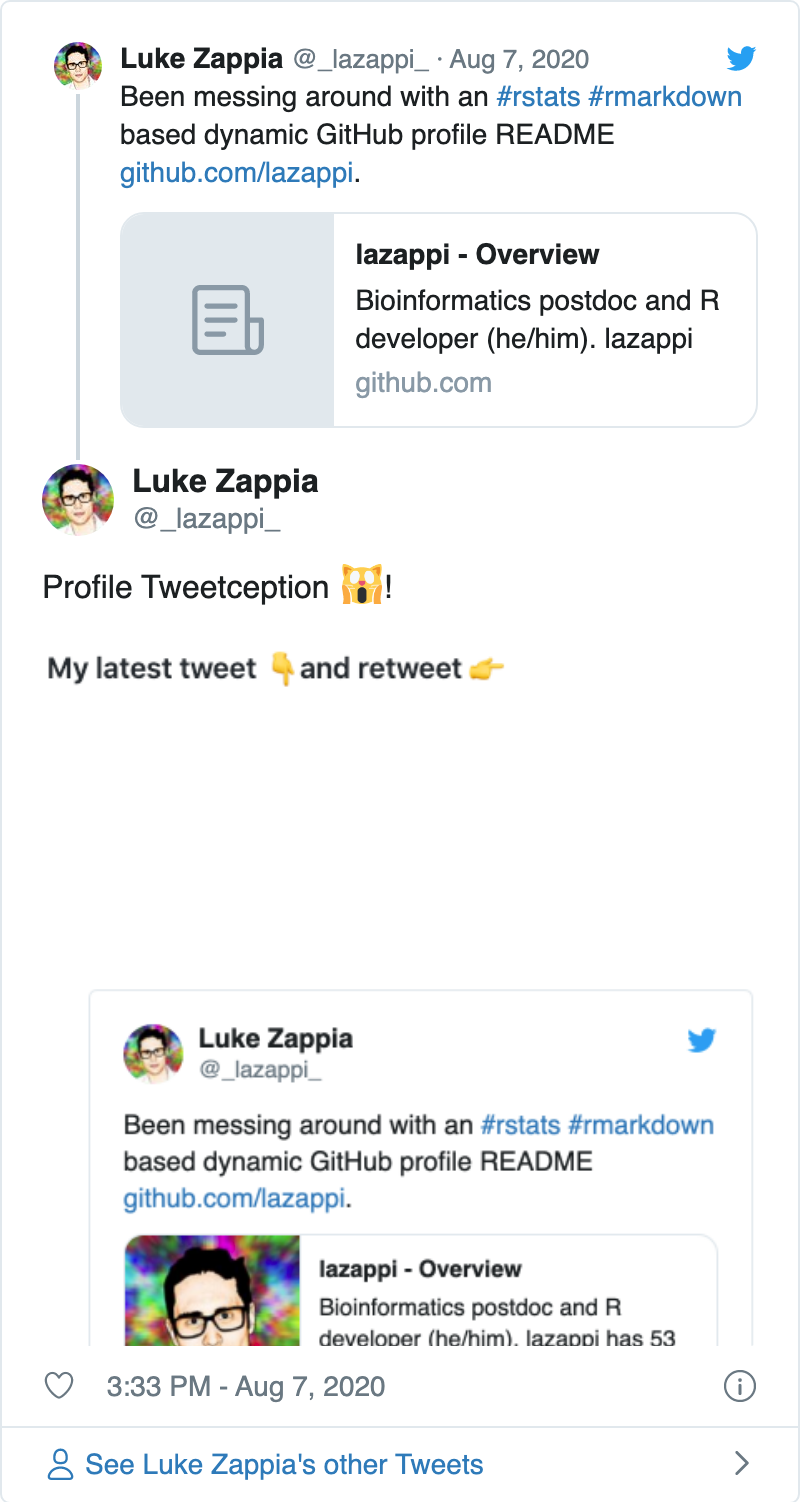 Luke Zappia @_lazappi_ · Aug 7, 2020
Been messing around with an #rstats #rmarkdown
based dynamic GitHub profile README
github.com/lazappi.
lazappi - Overview
Bioinformatics postdoc and R
developer (he/him). lazappi
github.com
Luke Zappia
@_lazappi_
Profile Tweetception 🙀!
My latest tweet 👇and retweet 👉
Luke Zappia
@_lazappi_
Been messing around with an #rstats #rmarkdown
based dynamic GitHub profile README
github.com/lazappi.
lazappi - Overview
Bioinformatics postdoc and R
developer (he/him). lazappi has 53
3:33 PM - Aug 7, 2020
See Luke Zappia's other Tweets